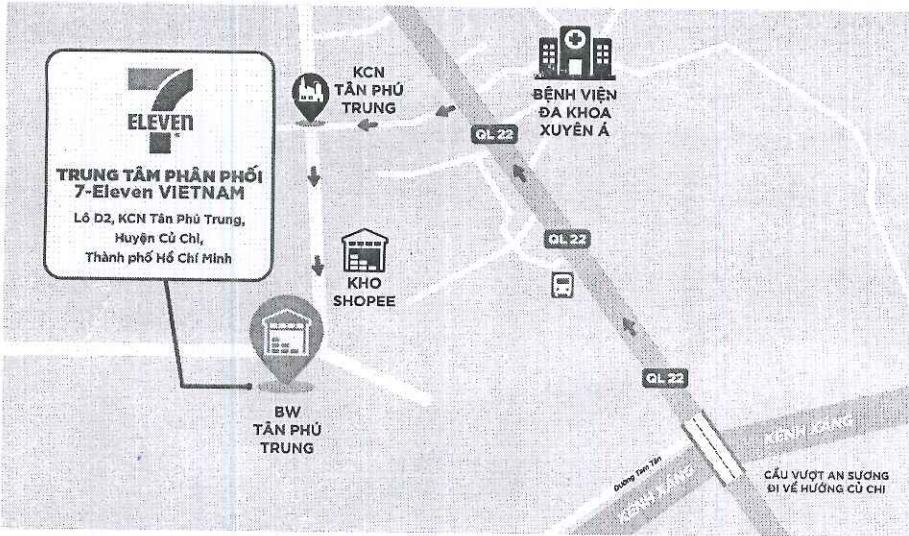 7
ELEVEN
TRUNG TÂM PHÂN PHỐI
7-Eleven VIETNAM
Lô D2, KCN Tân Phú Trung,
Huyện Củ Chi,
Thành phố Hồ Chí Minh
KCN
TÂN PHÚ
TRUNG
BỆNH VIỆN
ĐA KHOA
XUYÊN Á
QL 22
QL 22
KHO
SHOPEE
QL 22
BW
TÂN PHÚ
TRUNG
KÊNH XÁNG
Đường Tam Tân
KÊNH XÁNG
CẦU VƯỢT AN SƯƠNG
ĐI VỀ HƯỚNG CỦ CHI